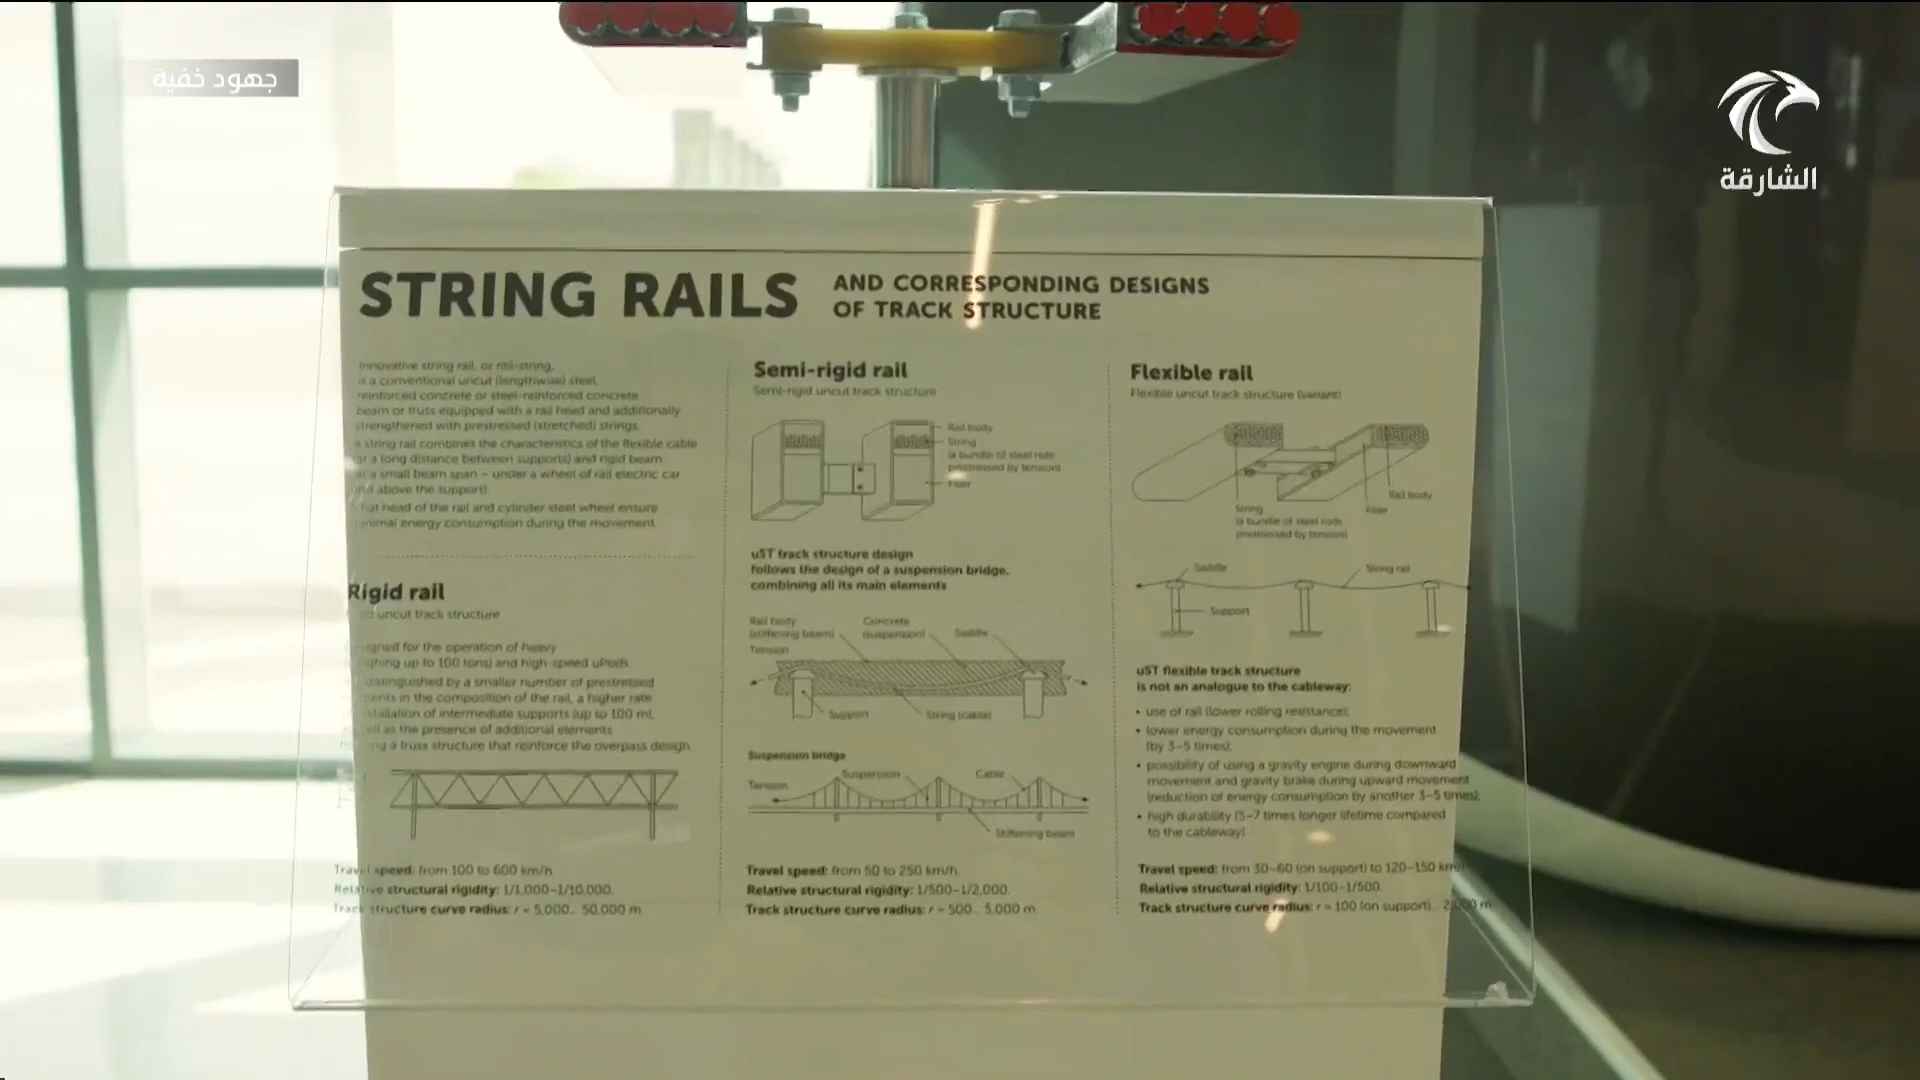 جهود خفية
الشارقة
STRING RAILS
AND CORRESPONDING DESIGNS
OF TRACK STRUCTURE
Innovative string rail, or rail-string,
is a conventional uncut (lengthwise) steel,
reinforced concrete or steel-reinforced concrete
beam or truss equipped with a rail head and additionally
strengthened with prestressed (stretched) strings.
A string rail combines the characteristics of the flexible cable
(at a long distance between supports) and rigid beam
(at a small beam span – under a wheel of rail electric car
and above the support).
flat head of the rail and cylinder steel wheel ensure
minimal energy consumption during the movement.
Rigid rail
uncut track structure
for the operation of heavy
up to 100 tons) and high-speed uPods.
distinguished by a smaller number of prestressed
in the composition of the rail, a higher rate
of installation of intermediate supports (up to 100 m),
as the presence of additional elements
a truss structure that reinforce the overpass design.
Travel speed: from 100 to 600 km/h.
Relative structural rigidity: 1/1,000–1/10,000.
Track structure curve radius: r = 5,000... 50,000 m.
Semi-rigid rail
Semi-rigid uncut track structure
Rail body
String
(a bundle of steel rods
prestressed by tension)
Filler
uST track structure design
follows the design of a suspension bridge,
combining all its main elements
Rail body
(stiffening beam)
Concrete
(suspension)
Saddle
Tension
Support
String (cable)
Suspension bridge
Suspension
Cable
Tension
Stiffening beam
Travel speed: from 50 to 250 km/h.
Relative structural rigidity: 1/500–1/2,000.
Track structure curve radius: r = 500... 5,000 m.
Flexible rail
Flexible uncut track structure (variant)
Rail body
String
Filler
(a bundle of steel rods
prestressed by tension)
Saddle
String rail
Support
uST flexible track structure
is not an analogue to the cableway:
• use of rail (lower rolling resistance);
• lower energy consumption during the movement
(by 3–5 times);
• possibility of using a gravity engine during downward
movement and gravity brake during upward movement
(reduction of energy consumption by another 3–5 times);
• high durability (5–7 times longer lifetime compared
to the cableway).
Travel speed: from 30–60 (on support) to 120–150 km/h.
Relative structural rigidity: 1/100–1/500.
Track structure curve radius: r = 100 (on support)... 2,000 m.